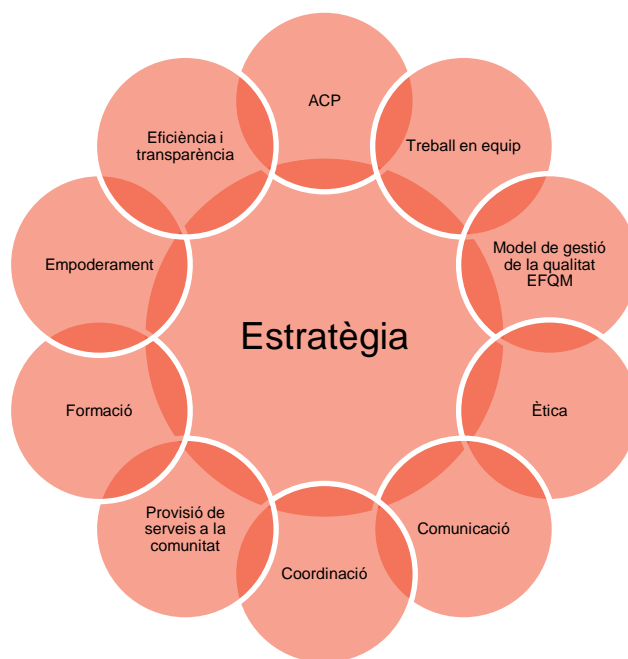 ACP
Treball en equip
Model de gestió
de la qualitat
EFQM
Ètica
Comunicació
Coordinació
Provisió de
serveis a la
comunitat
Formació
Empoderament
Eficiència i
transparència
Estratègia